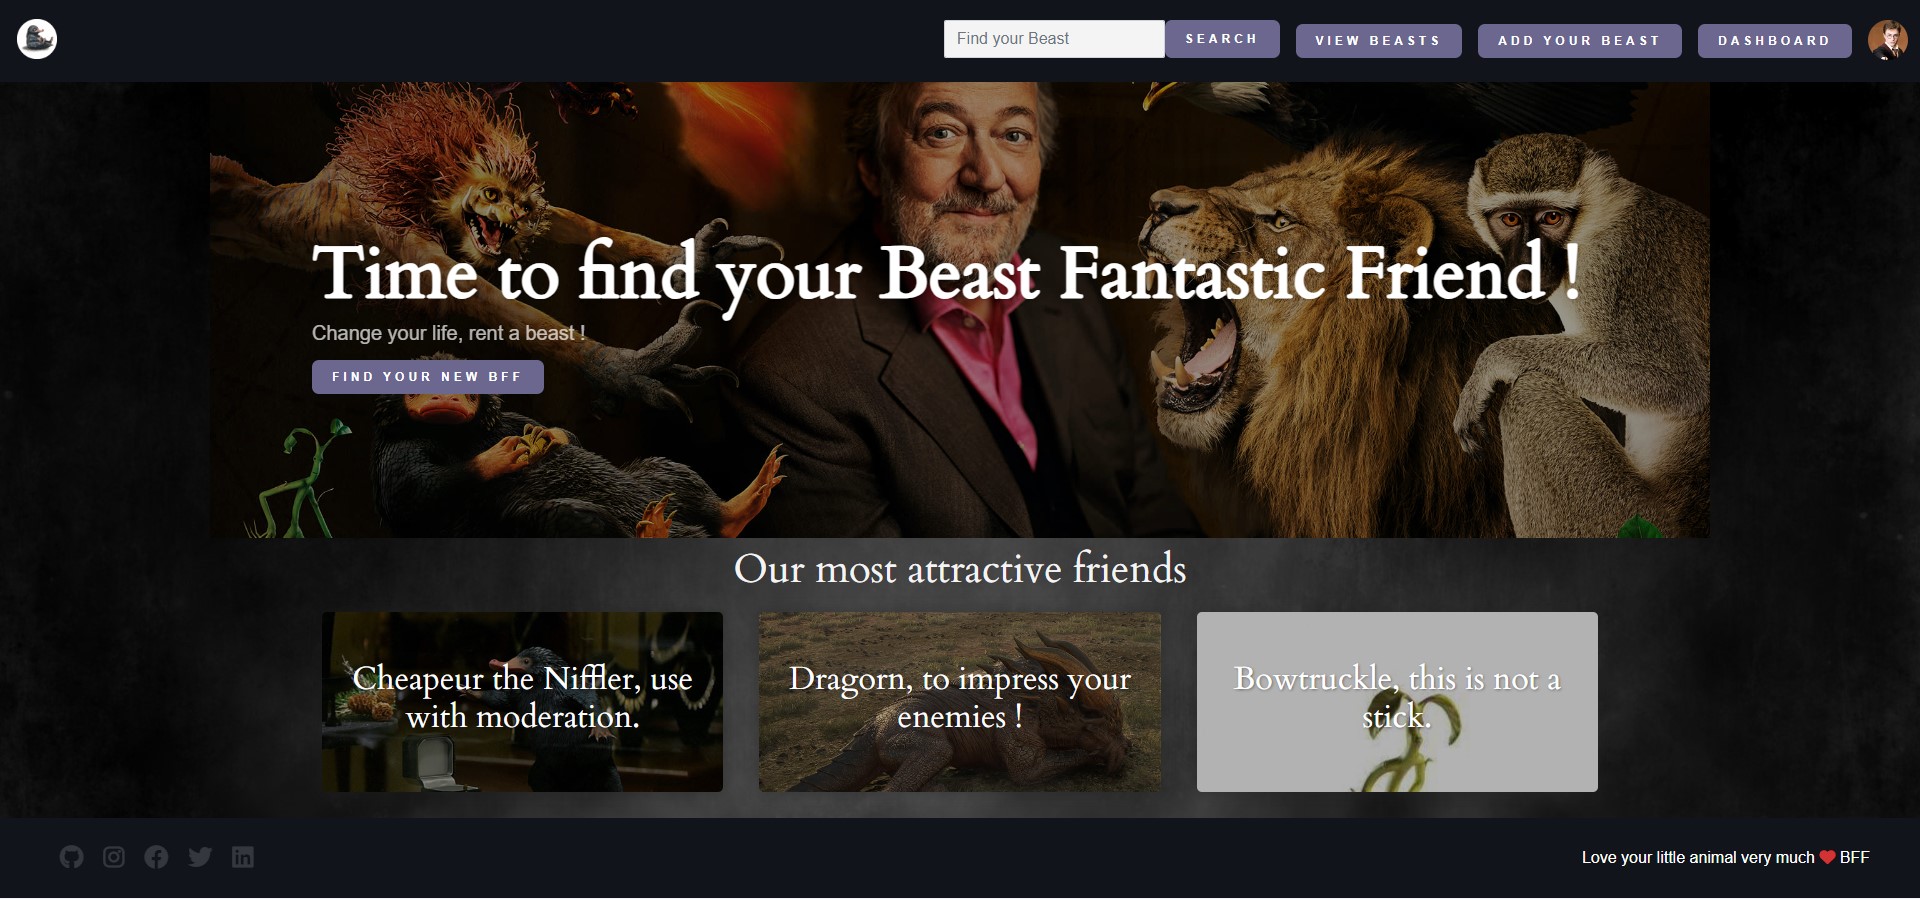 Find your Beast
SEARCH
VIEW BEASTS
ADD YOUR BEAST
DASHBOARD
Time to find your Beast Fantastic Friend !
Change your life, rent a beast !
FIND YOUR NEW BFF
Our most attractive friends
Cheapeur the Niffler, use
with moderation.
Dragorn, to impress your
enemies !
Bowtruckle, this is not a
stick.
Love your little animal very much ❤ BFF